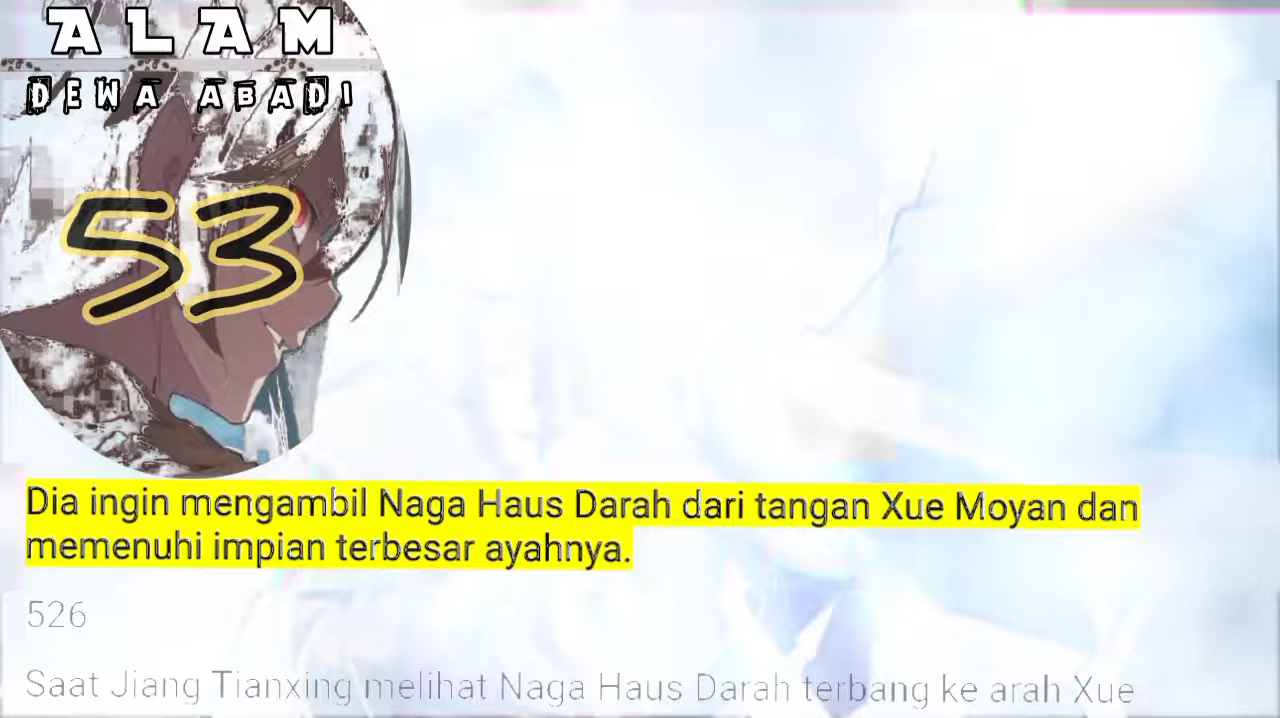 ALAM
DEWA ABADI
53
Dia ingin mengambil Naga Haus Darah dari tangan Xue Moyan dan
memenuhi impian terbesar ayahnya.
526
Saat Jiang Tianxing melihat Naga Haus Darah terbang ke arah Xue